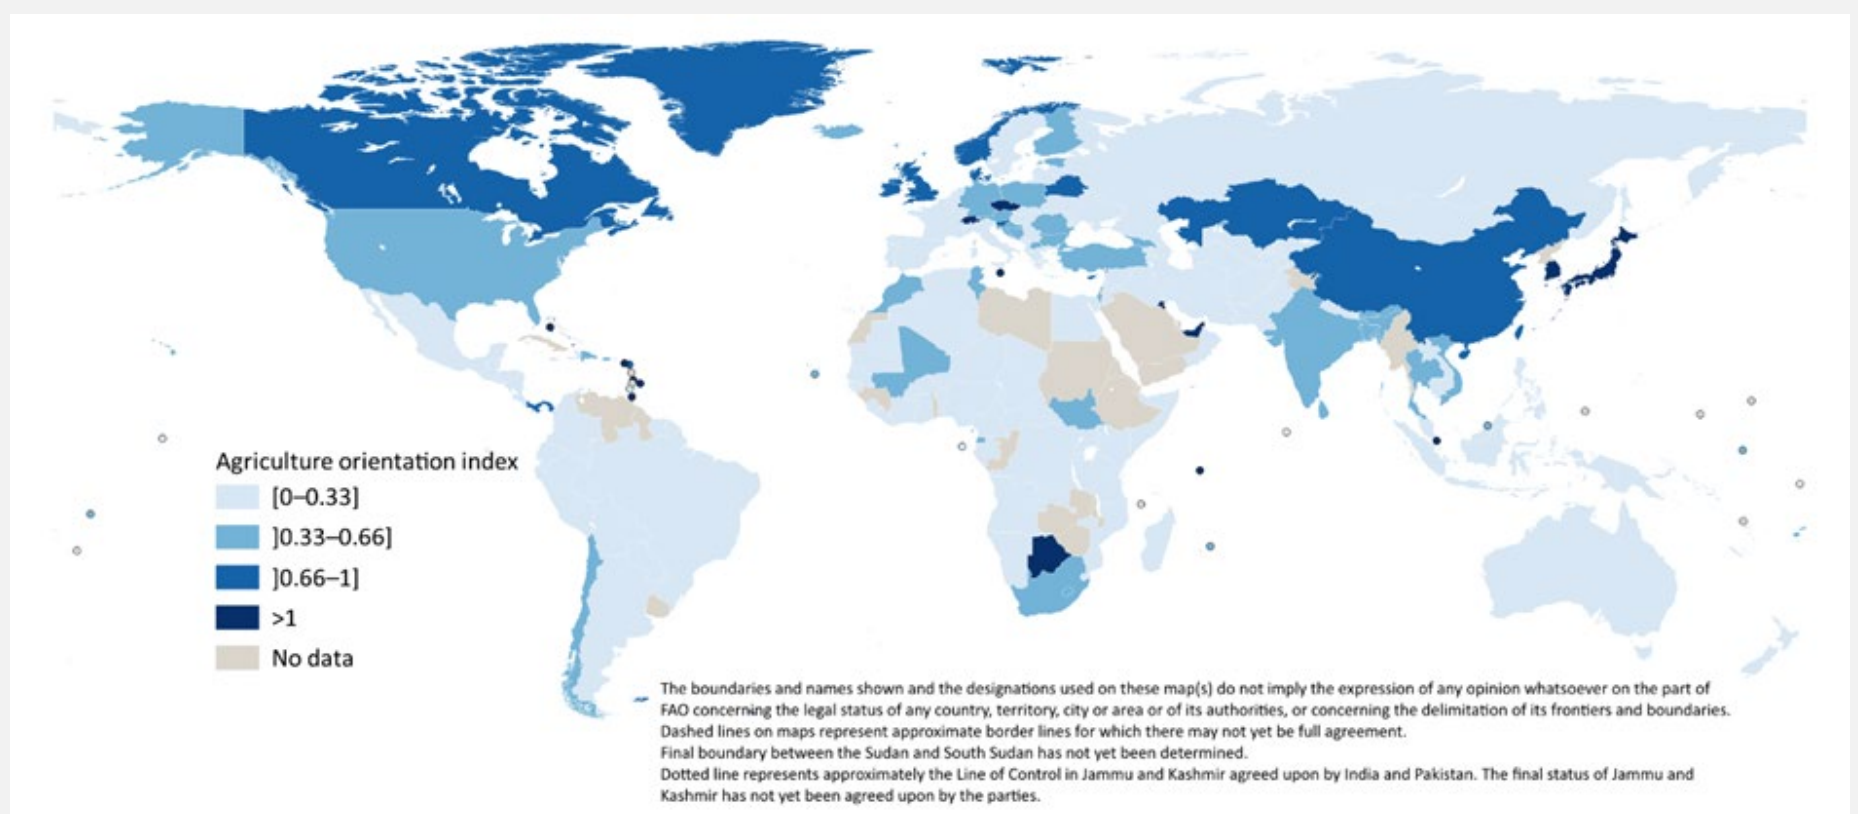 Agriculture orientation index
[0–0.33]
]0.33–0.66]
]0.66–1]
>1
No data
The boundaries and names shown and the designations used on these map(s) do not imply the expression of any opinion whatsoever on the part of
FAO concerning the legal status of any country, territory, city or area or of its authorities, or concerning the delimitation of its frontiers and boundaries.
Dashed lines on maps represent approximate border lines for which there may not yet be full agreement.
Final boundary between the Sudan and South Sudan has not yet been determined.
Dotted line represents approximately the Line of Control in Jammu and Kashmir agreed upon by India and Pakistan. The final status of Jammu and
Kashmir has not yet been agreed upon by the parties.